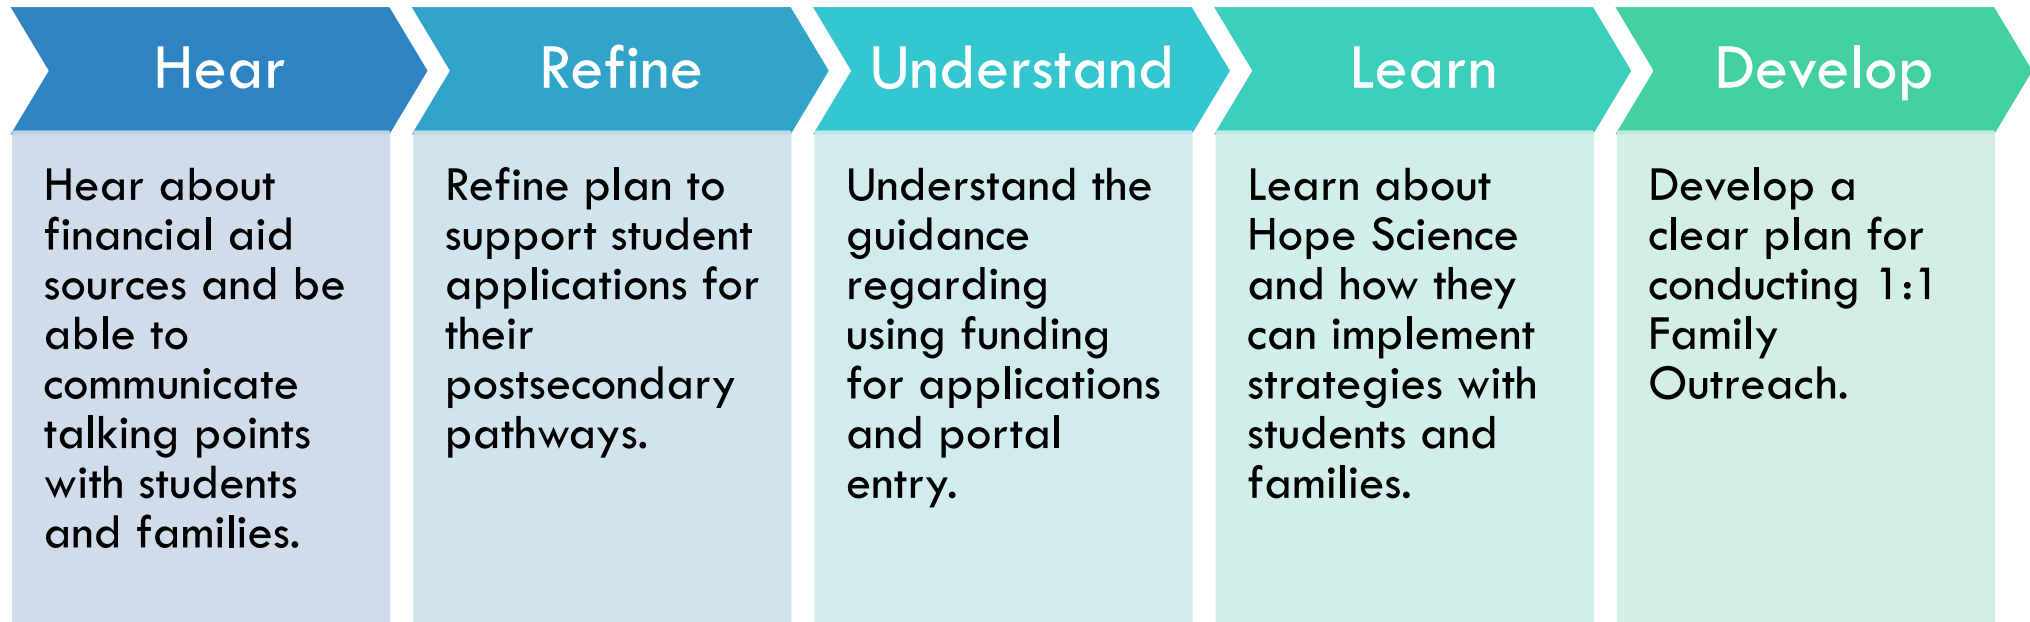 Hear
Hear about
financial aid
sources and be
able to
communicate
talking points
with students
and families.
Refine
Refine plan to
support student
applications for
their
postsecondary
pathways.
Understand
Understand the
guidance
regarding
using funding
for applications
and portal
entry.
Learn
Learn about
Hope Science
and how they
can implement
strategies with
students and
families.
Develop
Develop a
clear plan for
conducting 1:1
Family
Outreach.